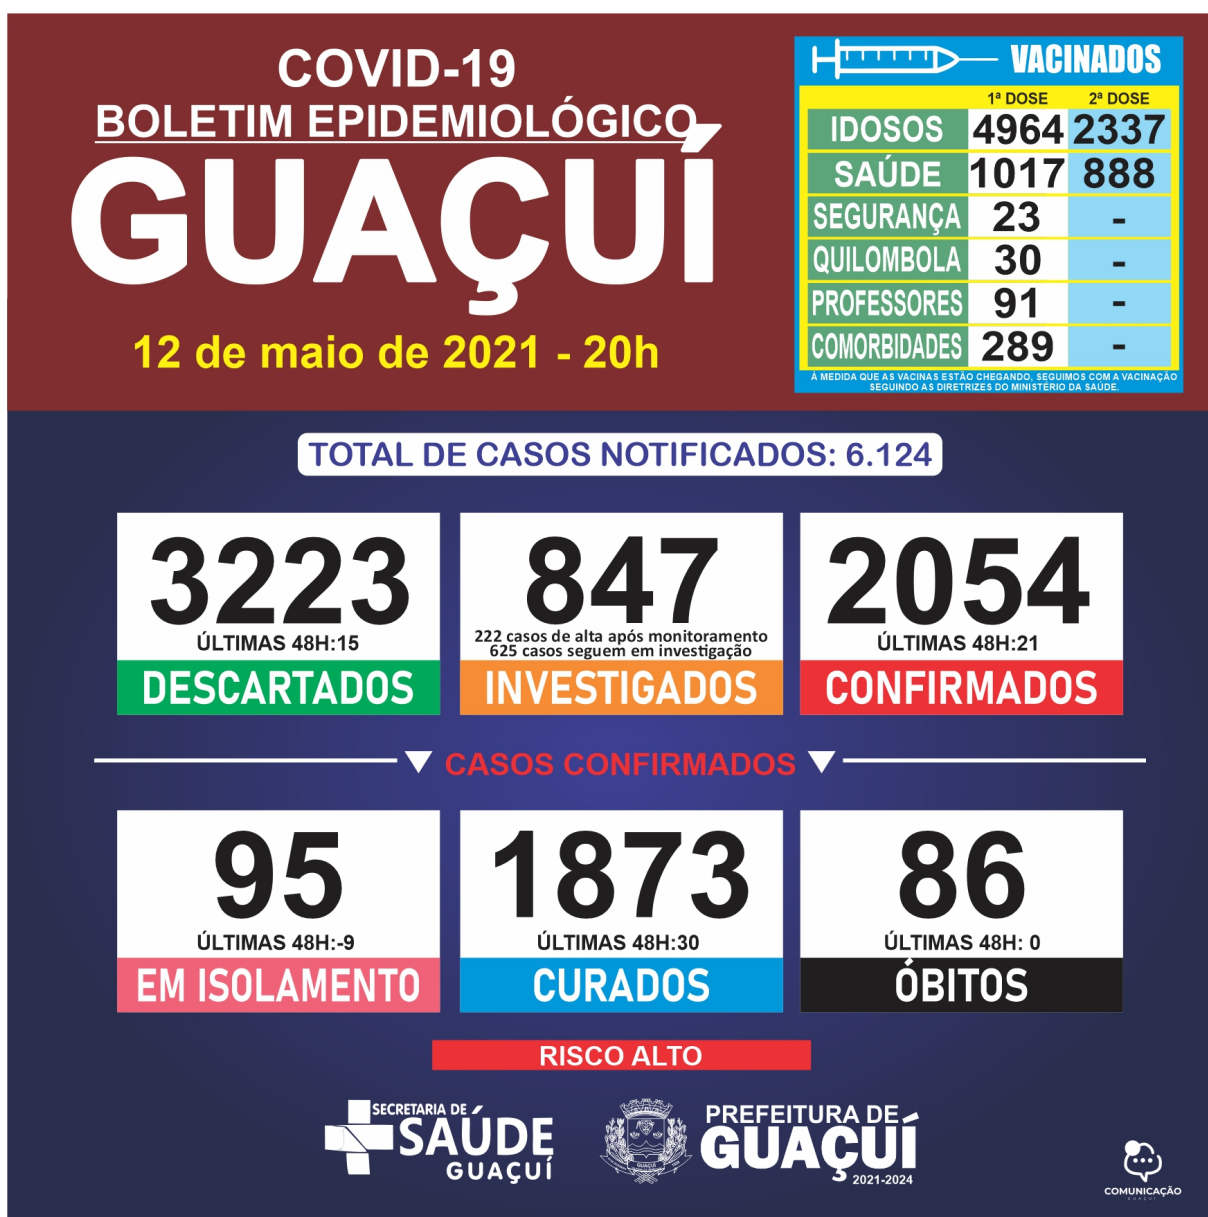 COVID-19
BOLETIM EPIDEMIOLÓGICO
GUAÇUÍ
12 de maio de 2021 - 20h
VACINADOS
1ª DOSE 2ª DOSE
IDOSOS 4964 2337
SAÚDE 1017 888
SEGURANÇA 23 -
QUILOMBOLA 30 -
PROFESSORES 91 -
COMORBIDADES 289 -
À MEDIDA QUE AS VACINAS ESTÃO CHEGANDO, SEGUIMOS COM A VACINAÇÃO
SEGUINDO AS DIRETRIZES DO MINISTÉRIO DA SAÚDE.
TOTAL DE CASOS NOTIFICADOS: 6.124
3223
ÚLTIMAS 48H:15
DESCARTADOS
847
222 casos de alta após monitoramento
625 casos seguem em investigação
INVESTIGADOS
2054
ÚLTIMAS 48H:21
CONFIRMADOS
CASOS CONFIRMADOS
95
ÚLTIMAS 48H:-9
EM ISOLAMENTO
1873
ÚLTIMAS 48H:30
CURADOS
86
ÚLTIMAS 48H: 0
ÓBITOS
RISCO ALTO
SECRETARIA DE
SAÚDE
GUAÇUÍ
GUAÇUÍ
PREFEITURA DE
GUAÇUÍ
2021-2024
COMUNICAÇÃO
GUAÇUÍ